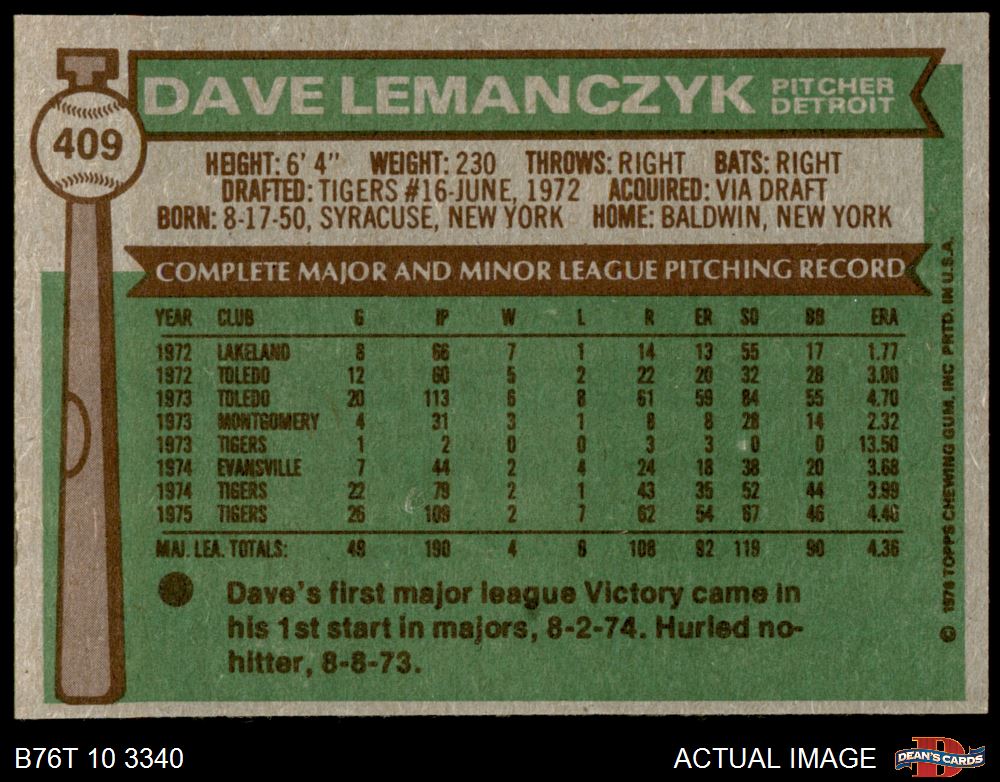 409
DAVE LEMANCZYK PITCHER DETROIT
HEIGHT: 6' 4" WEIGHT: 230 THROWS: RIGHT BATS: RIGHT
DRAFTED: TIGERS #16-JUNE, 1972 ACQUIRED: VIA DRAFT
BORN: 8-17-50, SYRACUSE, NEW YORK HOME: BALDWIN, NEW YORK
COMPLETE MAJOR AND MINOR LEAGUE PITCHING RECORD
YEAR CLUB G IP W L R ER SO BB ERA
1972 LAKELAND 8 66 7 1 14 13 55 17 1.77
1972 TOLEDO 12 60 5 2 22 20 32 28 3.00
1973 TOLEDO 20 113 6 8 61 59 84 55 4.70
1973 MONTGOMERY 4 31 3 1 8 8 28 14 2.32
1973 TIGERS 1 2 0 0 3 3 0 0 13.50
1974 EVANSVILLE 7 44 2 4 24 18 38 20 3.68
1974 TIGERS 22 79 2 1 43 35 52 44 3.99
1975 TIGERS 26 109 2 7 62 54 67 46 4.46
MAJ. LEA. TOTALS: 49 190 4 8 108 92 119 90 4.36
Dave's first major league Victory came in
his 1st start in majors, 8-2-74. Hurled no-
hitter, 8-8-73.
© 1976 TOPPS CHEWING GUM, INC PRTD. IN U.S.A.
B76T 10 3340 ACTUAL IMAGE D DEAN'S CARDS